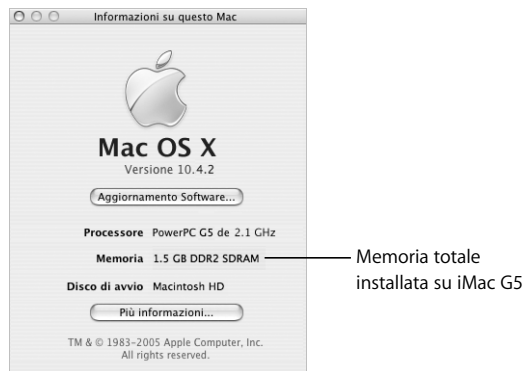 Informazioni su questo Mac
Mac OS X
Versione 10.4.2
Aggiornamento Software...
Processore PowerPC G5 de 2.1 GHz
Memoria 1.5 GB DDR2 SDRAM
Memoria totale
installata su iMac G5
Disco di avvio Macintosh HD
Più informazioni...
TM & © 1983–2005 Apple Computer, Inc.
All rights reserved.